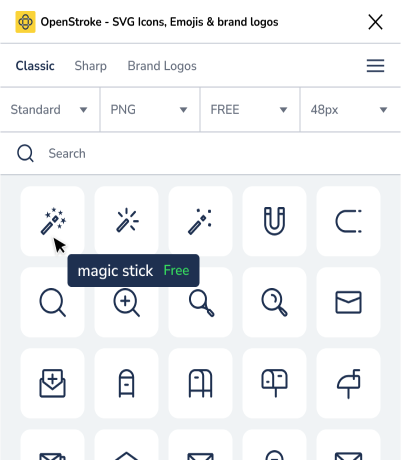 OpenStroke - SVG Icons, Emojis & brand logos
Classic Sharp Brand Logos
Standard PNG FREE 48px
Search
magic stick Free